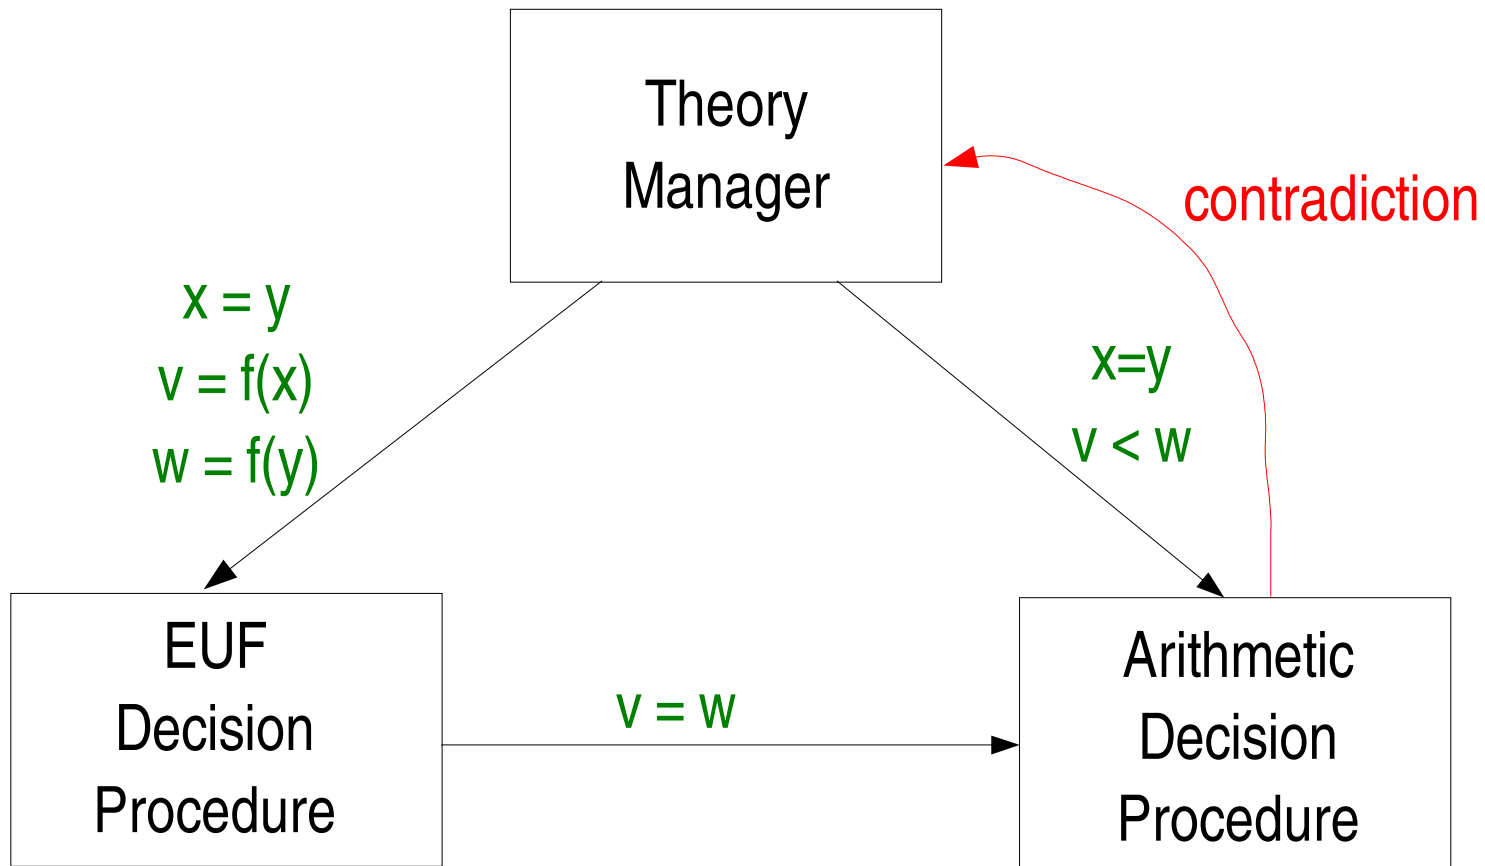 Theory
Manager
contradiction
x = y
v = f(x)
w = f(y)
x=y
v < w
EUF
Decision
Procedure
v = w
Arithmetic
Decision
Procedure